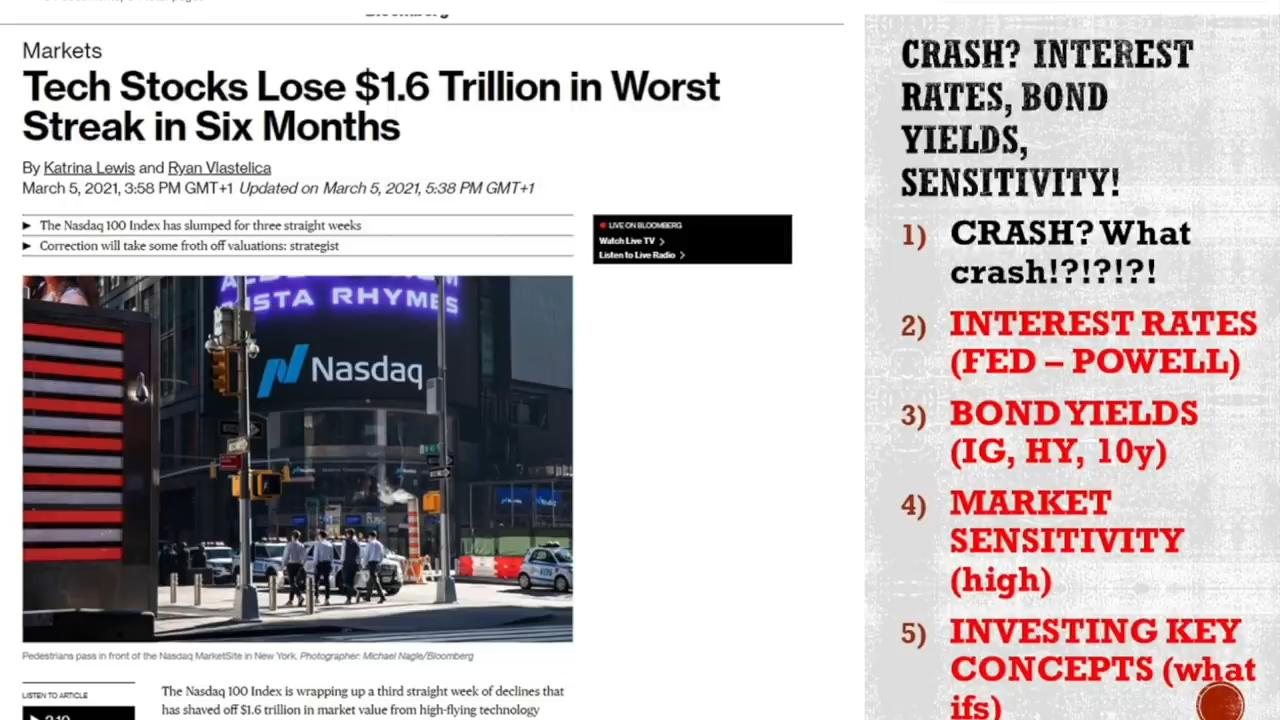 Markets
Tech Stocks Lose $1.6 Trillion in Worst
Streak in Six Months
By Katrina Lewis and Ryan Vlastelica
March 5, 2021, 3:58 PM GMT+1 Updated on March 5, 2021, 5:38 PM GMT+1
The Nasdaq 100 Index has slumped for three straight weeks
Correction will take some froth off valuations: strategist
LIVE ON BLOOMBERG
Watch Live TV
Listen to Live Radio
STA RHYMES
Nasdaq
Pedestrians pass in front of the Nasdaq MarketSite in New York. Photographer: Michael Nagle/Bloomberg
LISTEN TO ARTICLE
The Nasdaq 100 Index is wrapping up a third straight week of declines that
has shaved off $1.6 trillion in market value from high-flying technology
CRASH? INTEREST
RATES, BOND
YIELDS,
SENSITIVITY!
1) CRASH? What
crash!?!?!?!
2) INTEREST RATES
(FED – POWELL)
3) BOND YIELDS
(IG, HY, 10y)
4) MARKET
SENSITIVITY
(high)
5) INVESTING KEY
CONCEPTS (what
ifs)